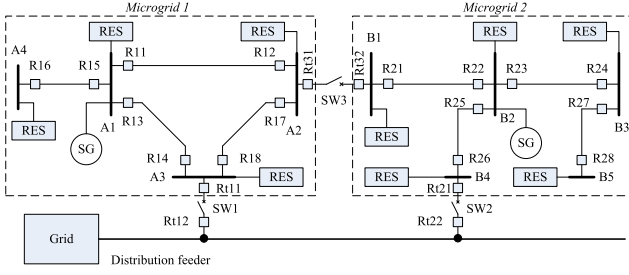 Microgrid 1 Microgrid 2
A4 RES RES B1 RES RES
R16 R15 R11 R12 Rt31 Rt32 R21 R22 R23 R24
SW3
RES A1 R13 R17 A2 RES R25 B2 R27 B3
SG SG
R14 R18 R26 R28
A3 RES RES B4 RES B5
Rt11 Rt21
SW1 SW2
Rt12 Rt22
Grid
Distribution feeder